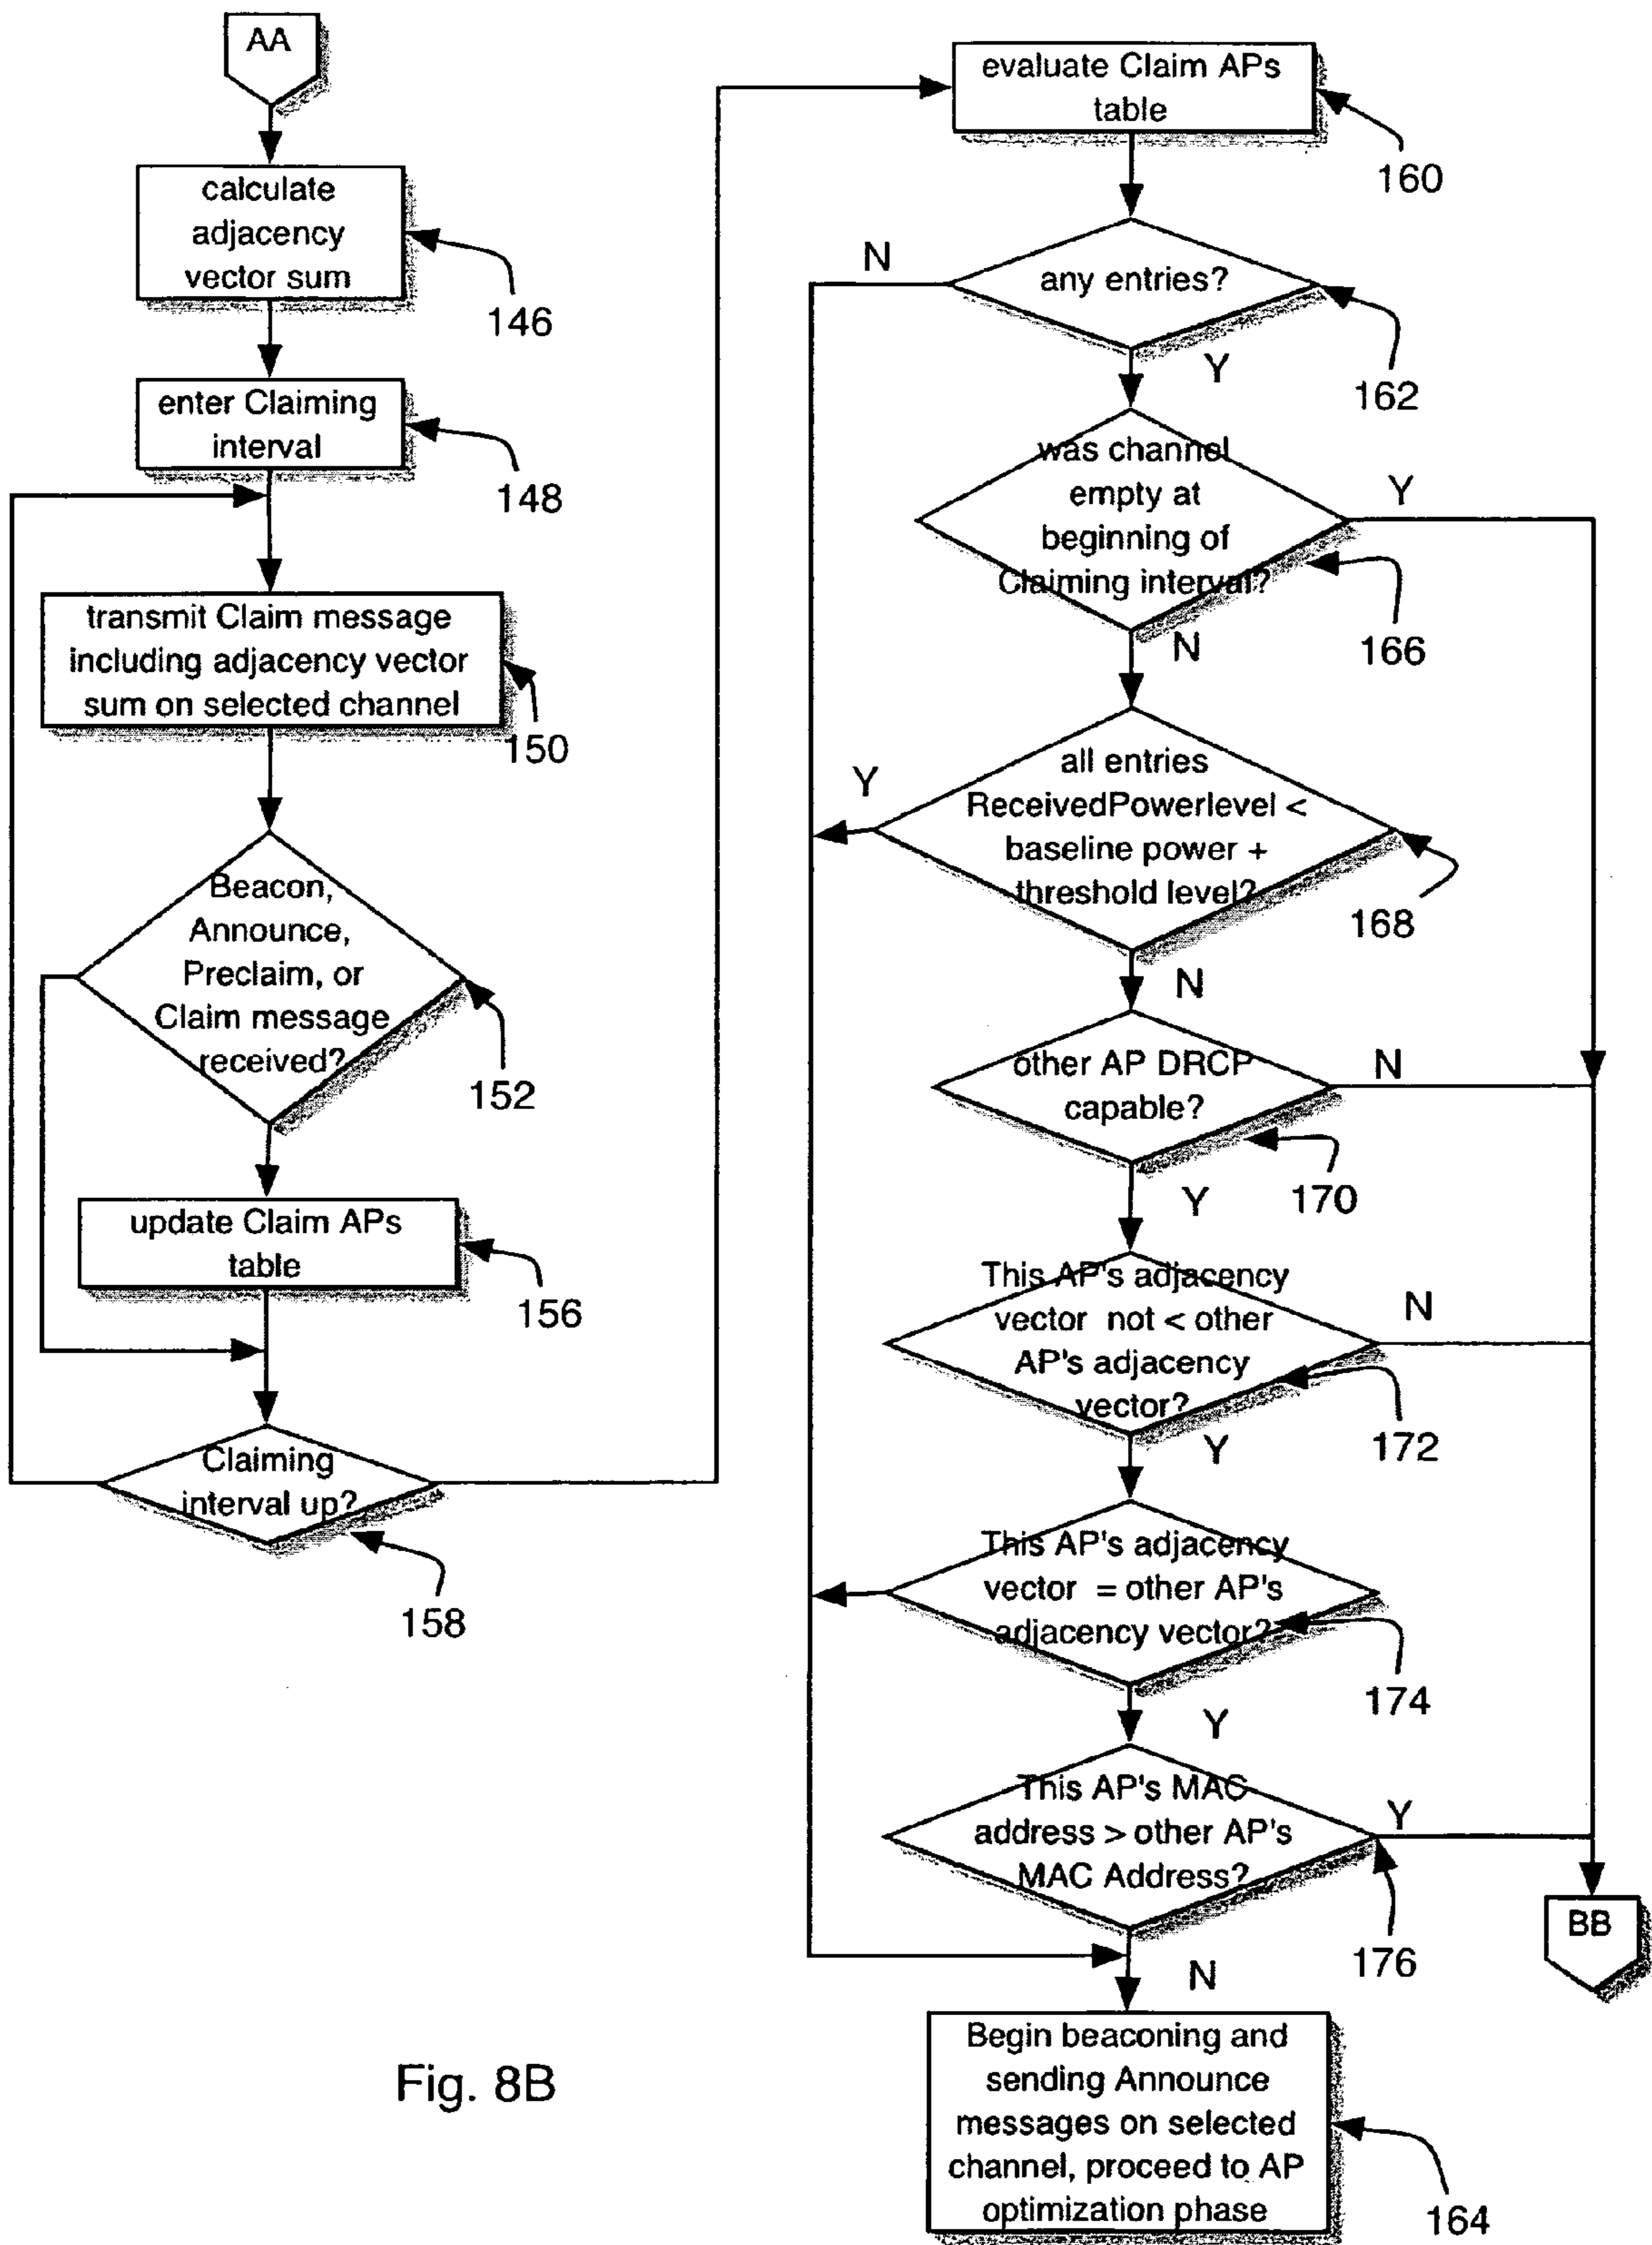 AA
calculate
adjacency
vector sum
146
enter Claiming
interval
148
transmit Claim message
including adjacency vector
sum on selected channel
150
Beacon,
Announce,
Preclaim, or
Claim message
received?
152
update Claim APs
table
156
Claiming
interval up?
158
evaluate Claim APs
table
160
any entries?
N
Y
162
was channel
empty at
beginning of
Claiming interval?
Y
N
166
all entries
ReceivedPowerlevel <
baseline power +
threshold level?
Y
N
168
other AP DRCP
capable?
N
Y
170
This AP's adjacency
vector not < other
AP's adjacency
vector?
N
Y
172
This AP's adjacency
vector = other AP's
adjacency vector?
Y
174
This AP's MAC
address > other AP's
MAC Address?
Y
N
176
BB
Begin beaconing and
sending Announce
messages on selected
channel, proceed to AP
optimization phase
164
Fig. 8B